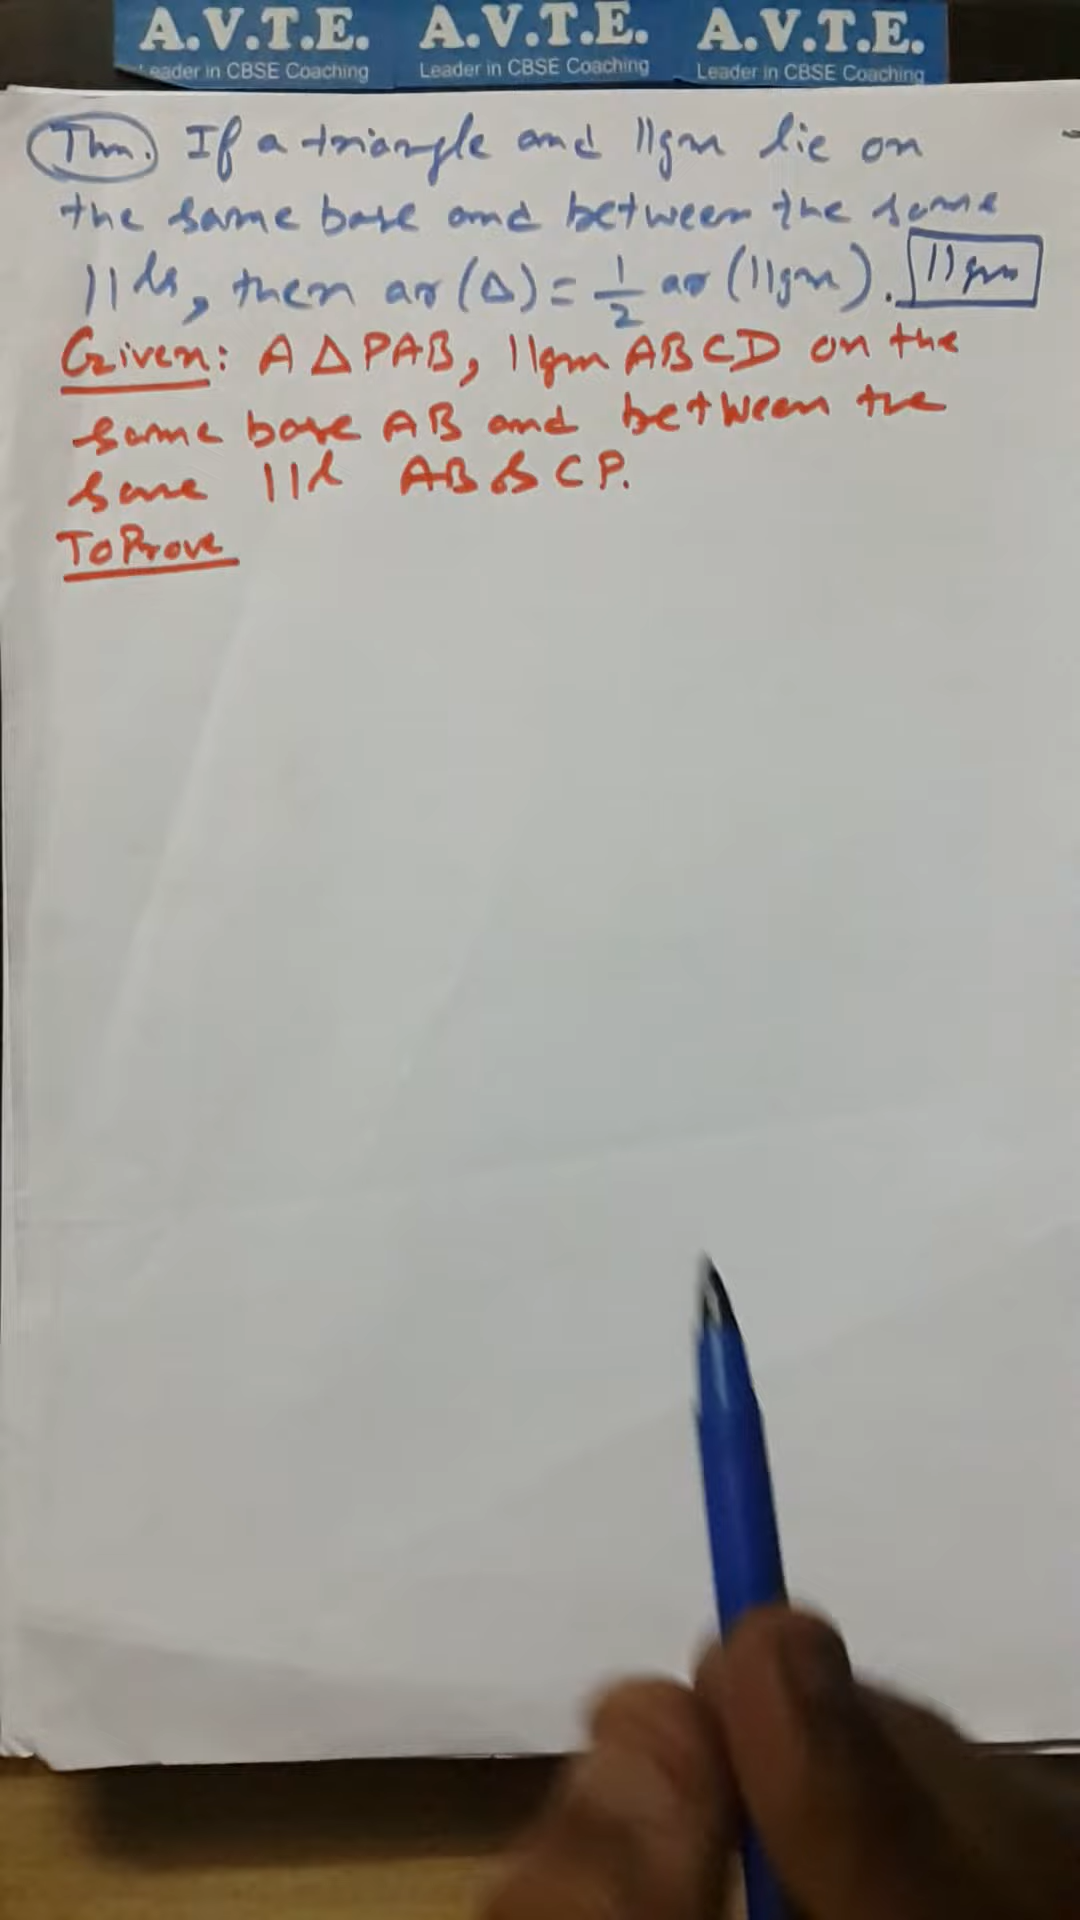 A.V.T.E. A.V.T.E. A.V.T.E.
Leader in CBSE Coaching Leader in CBSE Coaching Leader in CBSE Coaching
Thm. If a triangle and ||gm lie on
the same base and between the same
||ls, then ar(Δ) = 1/2 ar(||gm). ||gm
Given: A Δ PAB, ||gm ABCD on the
same base AB and between the
same ||l AB & CP.
To Prove